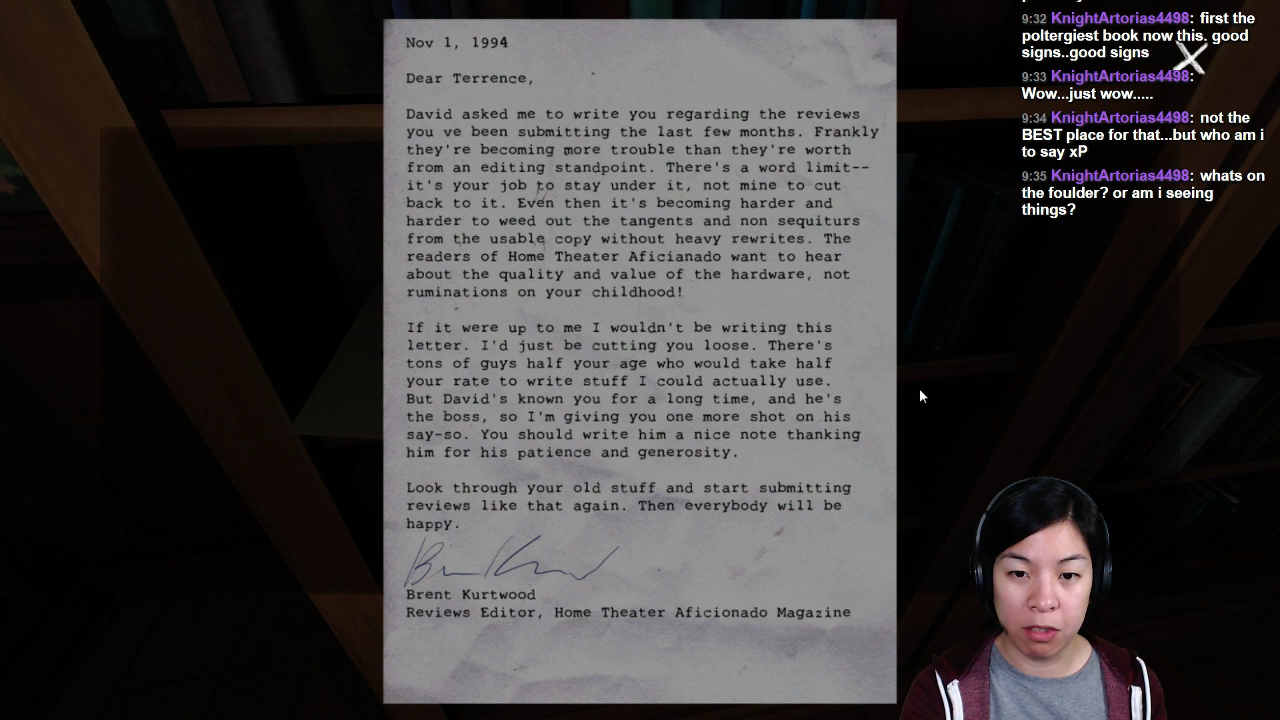 Nov 1, 1994
Dear Terrence,
David asked me to write you regarding the reviews
you ve been submitting the last few months. Frankly
they're becoming more trouble than they're worth
from an editing standpoint. There's a word limit--
it's your job to stay under it, not mine to cut
back to it. Even then it's becoming harder and
harder to weed out the tangents and non sequiturs
from the usable copy without heavy rewrites. The
readers of Home Theater Aficianado want to hear
about the quality and value of the hardware, not
ruminations on your childhood!
If it were up to me I wouldn't be writing this
letter. I'd just be cutting you loose. There's
tons of guys half your age who would take half
your rate to write stuff I could actually use.
But David's known you for a long time, and he's
the boss, so I'm giving you one more shot on his
say-so. You should write him a nice note thanking
him for his patience and generosity.
Look through your old stuff and start submitting
reviews like that again. Then everybody will be
happy.
Brent Kurtwood
Reviews Editor, Home Theater Aficionado Magazine
9:32 KnightArtorias4498: first the
poltergiest book now this. good
signs..good signs
9:33 KnightArtorias4498:
Wow...just wow.....
9:34 KnightArtorias4498: not the
BEST place for that...but who am i
to say xP
9:35 KnightArtorias4498: whats on
the foulder? or am i seeing
things?